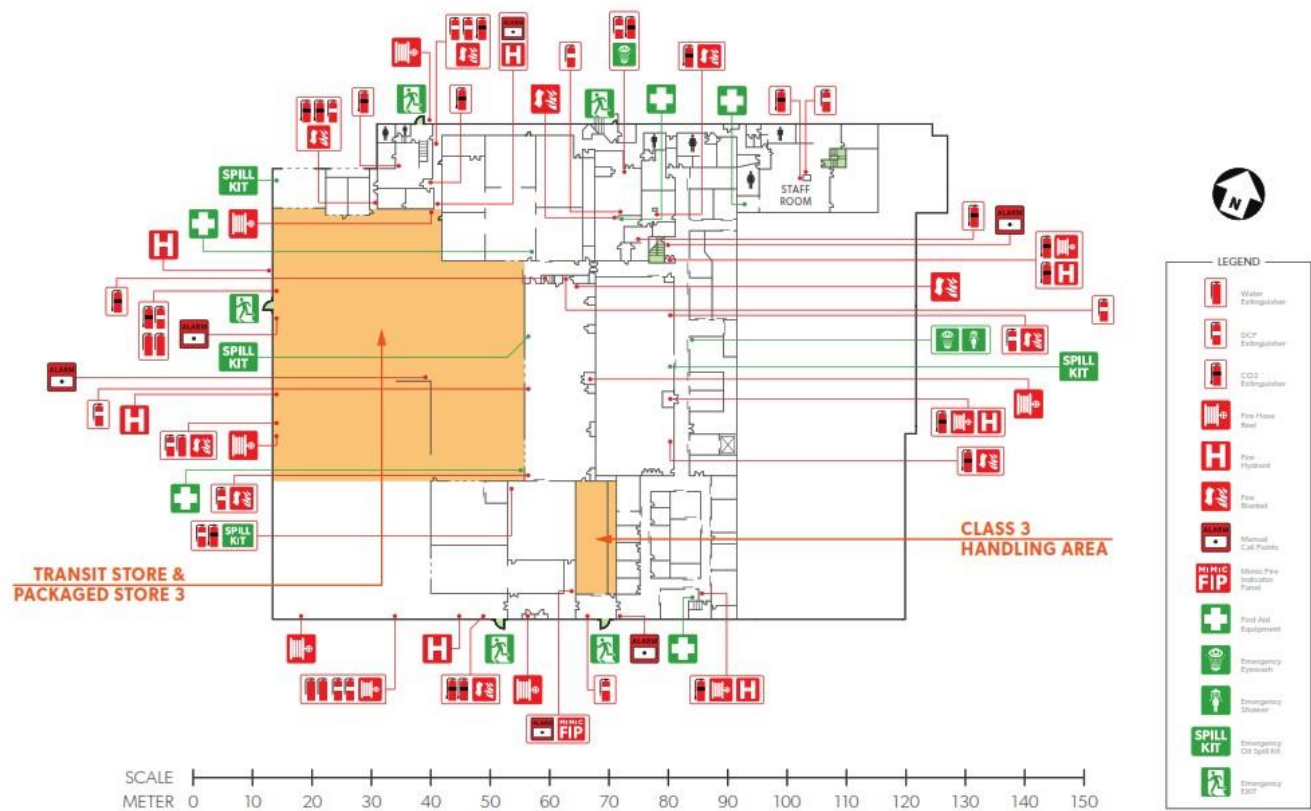 ALARM
H
SPILL
KIT
H
ALARM
STAFF
ROOM
ALARM
H
N
LEGEND
Water
Extinguisher
DCP
Extinguisher
CO2
Extinguisher
Fire Hose
Reel
H
Fire
Hydrant
Fire
Blanket
ALARM
Manual
Call Points
MIMIC
FIP
Mimic Fire
Indicator
Panel
First Aid
Equipment
Emergency
Eyewash
Emergency
Shower
SPILL
KIT
Emergency
Oil Spill Kit
Emergency
EXIT
ALARM
SPILL
KIT
ALARM
H
SPILL
KIT
H
SPILL
KIT
TRANSIT STORE &
PACKAGED STORE 3
CLASS 3
HANDLING AREA
H
ALARM
H
ALARM
MIMIC
FIP
SCALE
METER 0 10 20 30 40 50 60 70 80 90 100 110 120 130 140 150